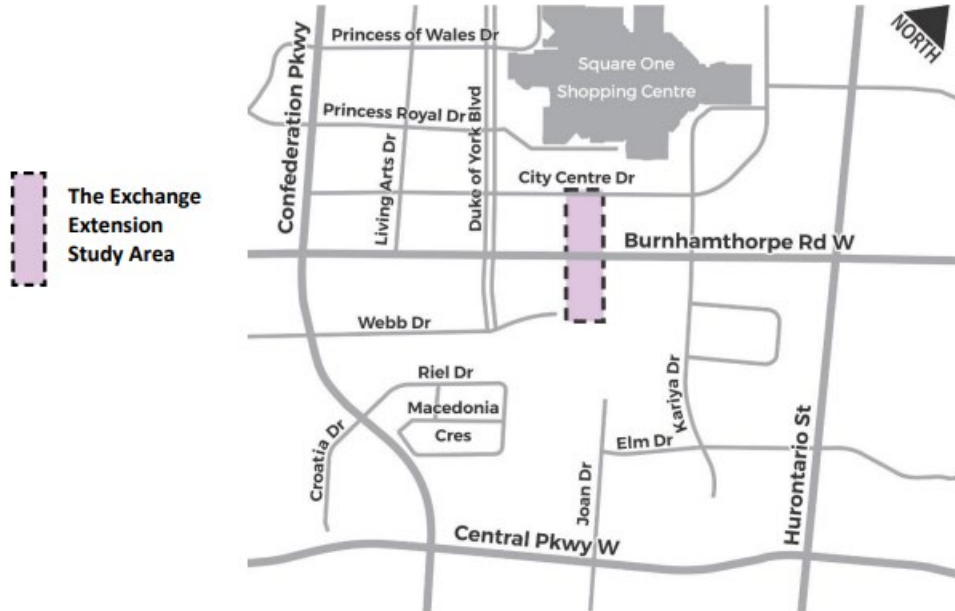 NORTH
Princess of Wales Dr
Square One
Shopping Centre
Confederation Pkwy
Princess Royal Dr
Duke of York Blvd
Living Arts Dr
City Centre Dr
The Exchange
Extension
Study Area
Burnhamthorpe Rd W
Webb Dr
Riel Dr
Macedonia
Cres
Kariya Dr
Croatia Dr
Elm Dr
Hurontario St
Joan Dr
Central Pkwy W